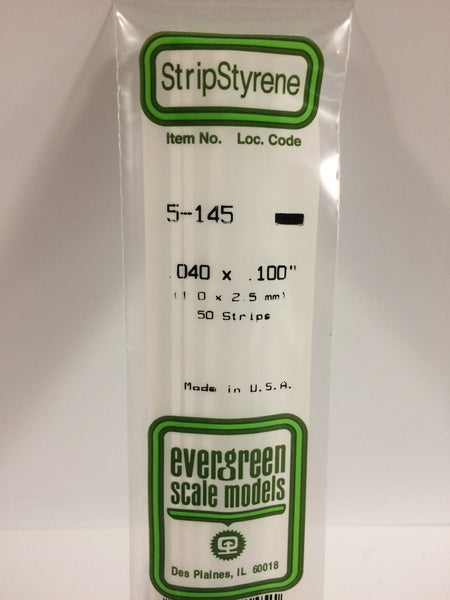 StripStyrene
Item No. Loc. Code
5-145
.040 x .100"
(1.0 x 2.5 mm)
50 Strips
Made in U.S.A.
evergreen
scale models
Des Plaines, IL 60018